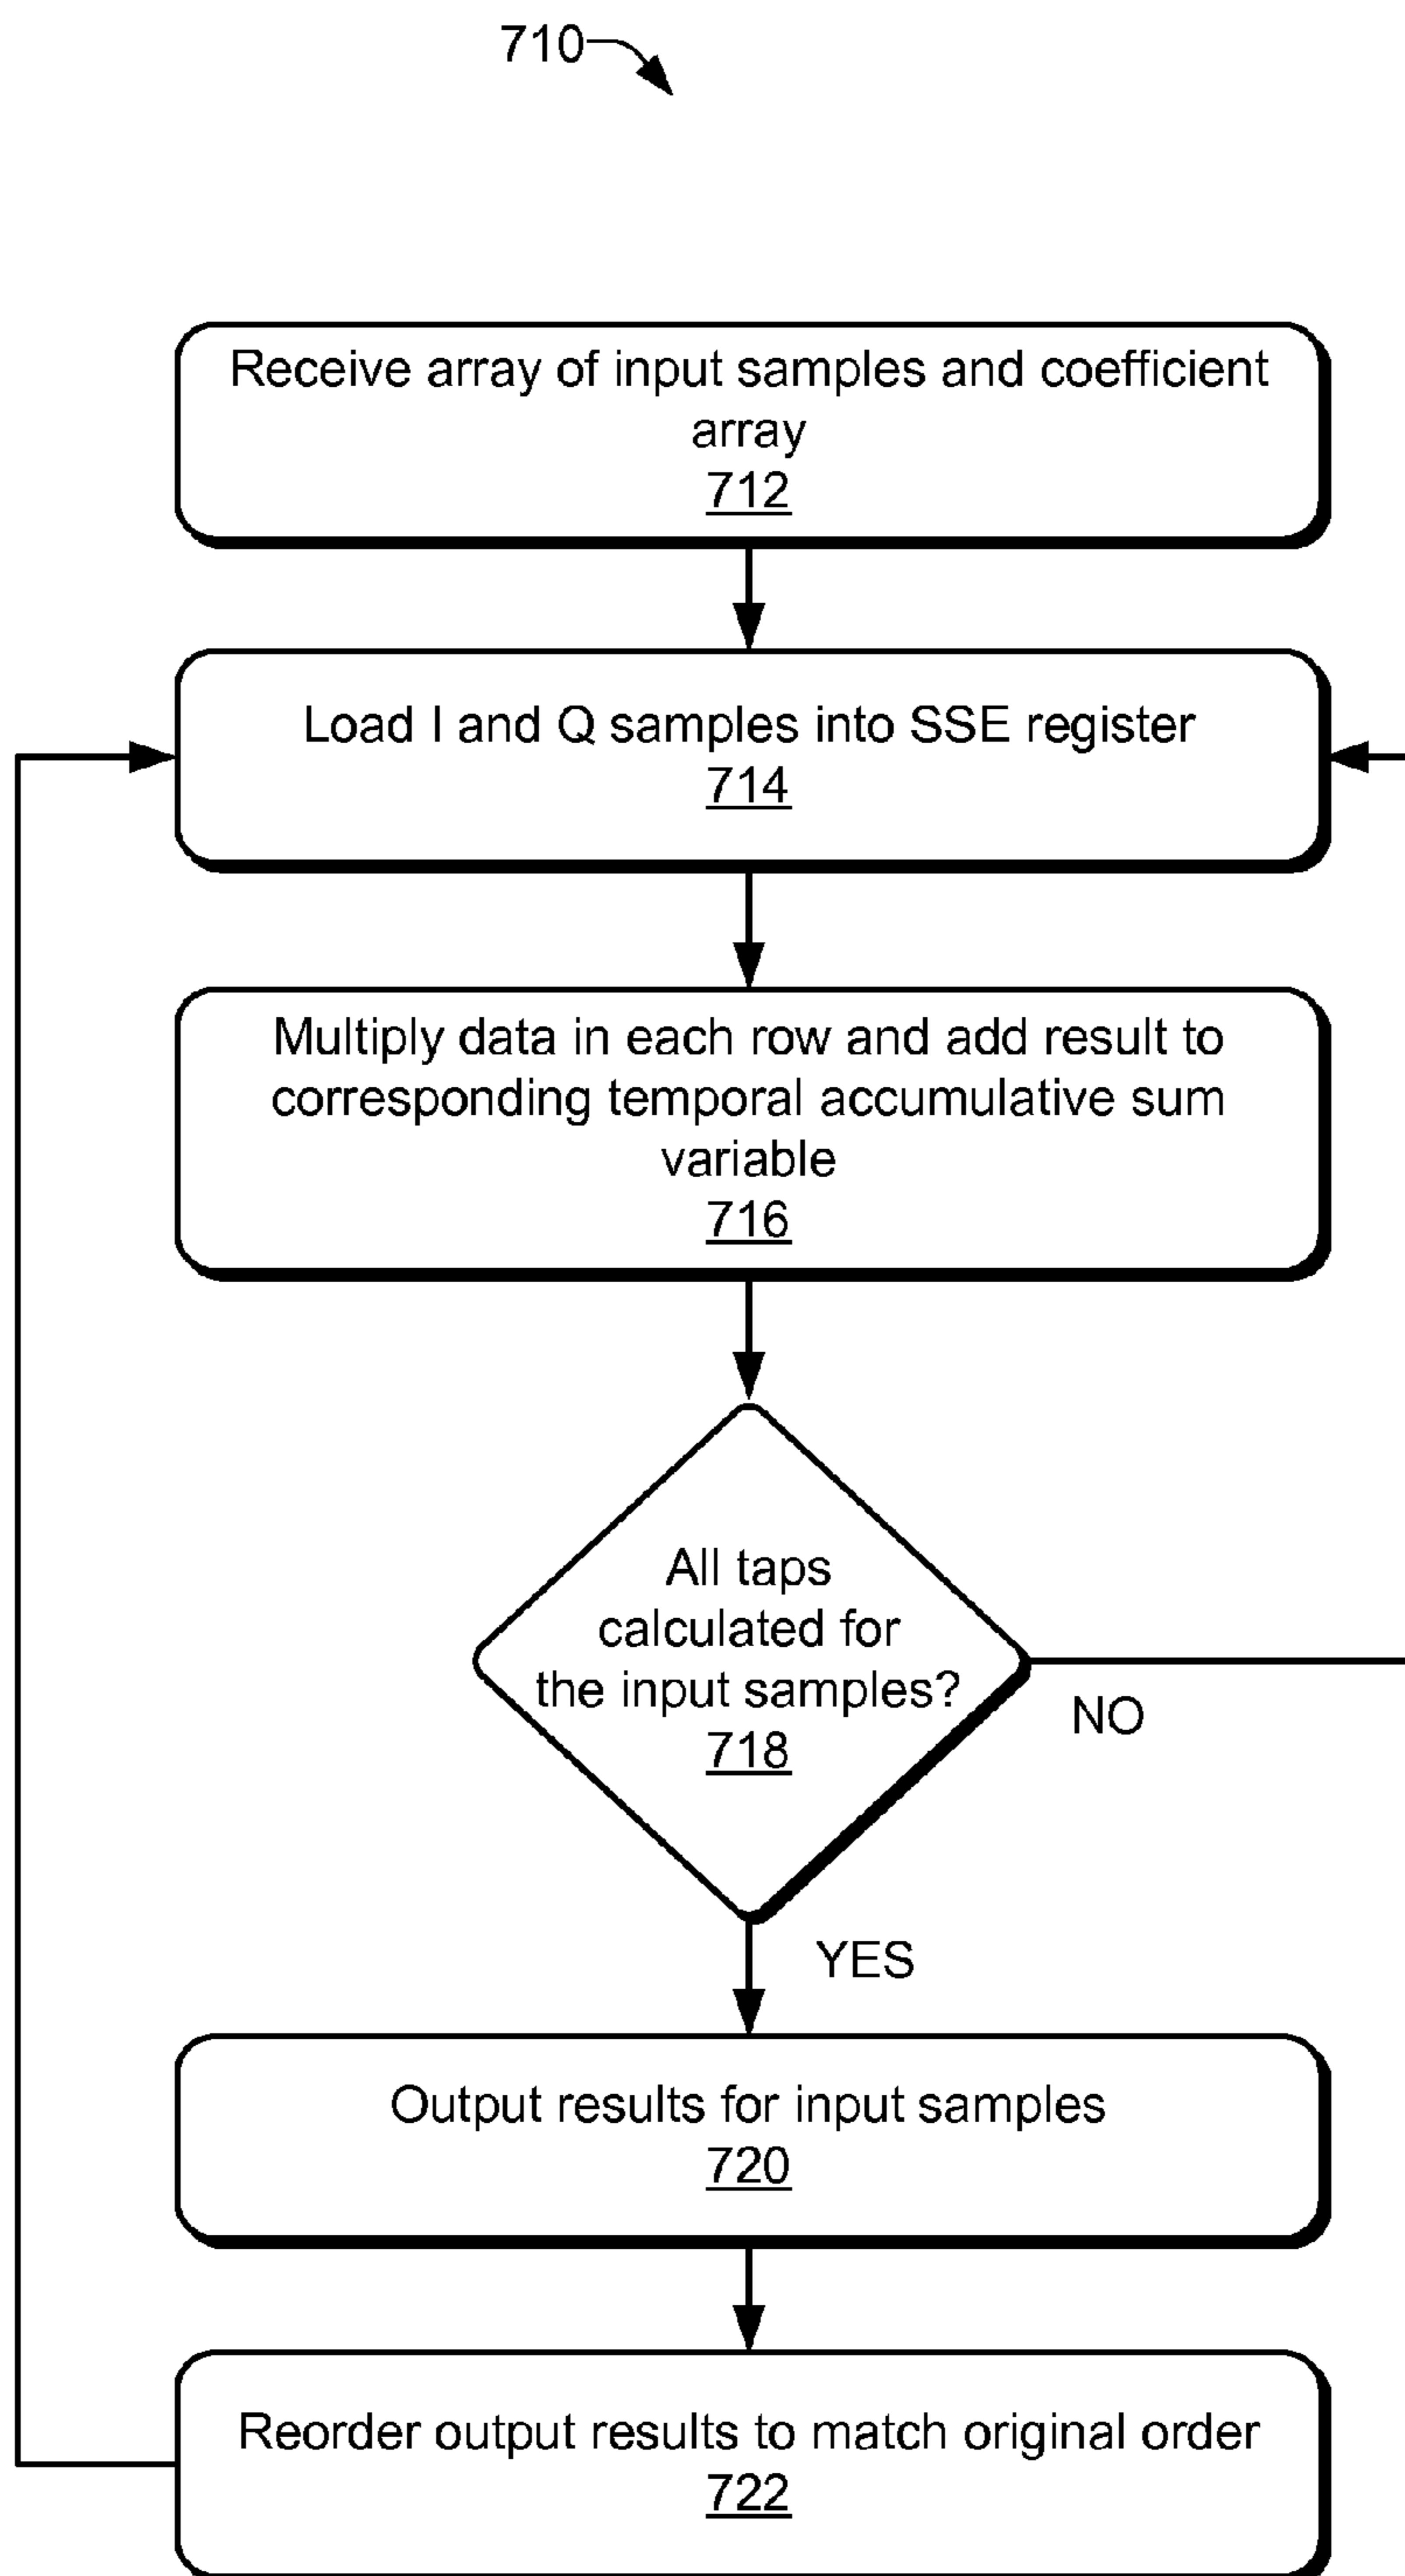 710
Receive array of input samples and coefficient
array
712
Load I and Q samples into SSE register
714
Multiply data in each row and add result to
corresponding temporal accumulative sum
variable
716
All taps
calculated for
the input samples?
718
NO
YES
Output results for input samples
720
Reorder output results to match original order
722